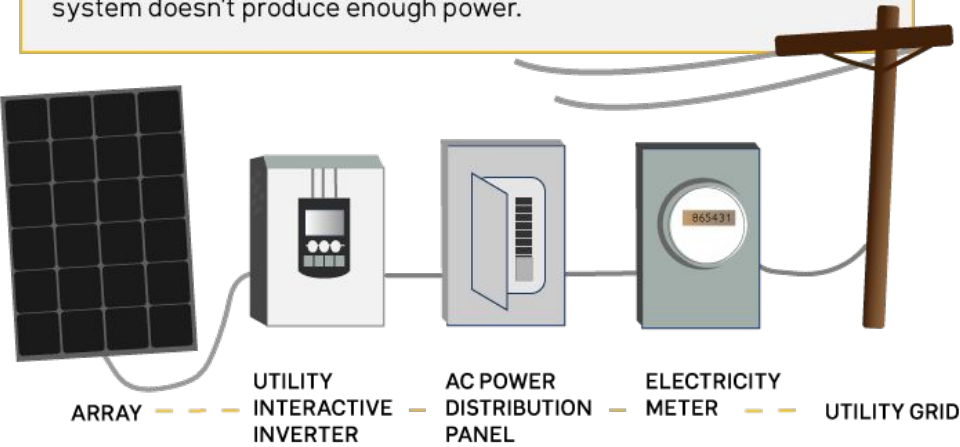 system doesn't produce enough power.
865431
ARRAY
UTILITY
INTERACTIVE
INVERTER
AC POWER
DISTRIBUTION
PANEL
ELECTRICITY
METER
UTILITY GRID